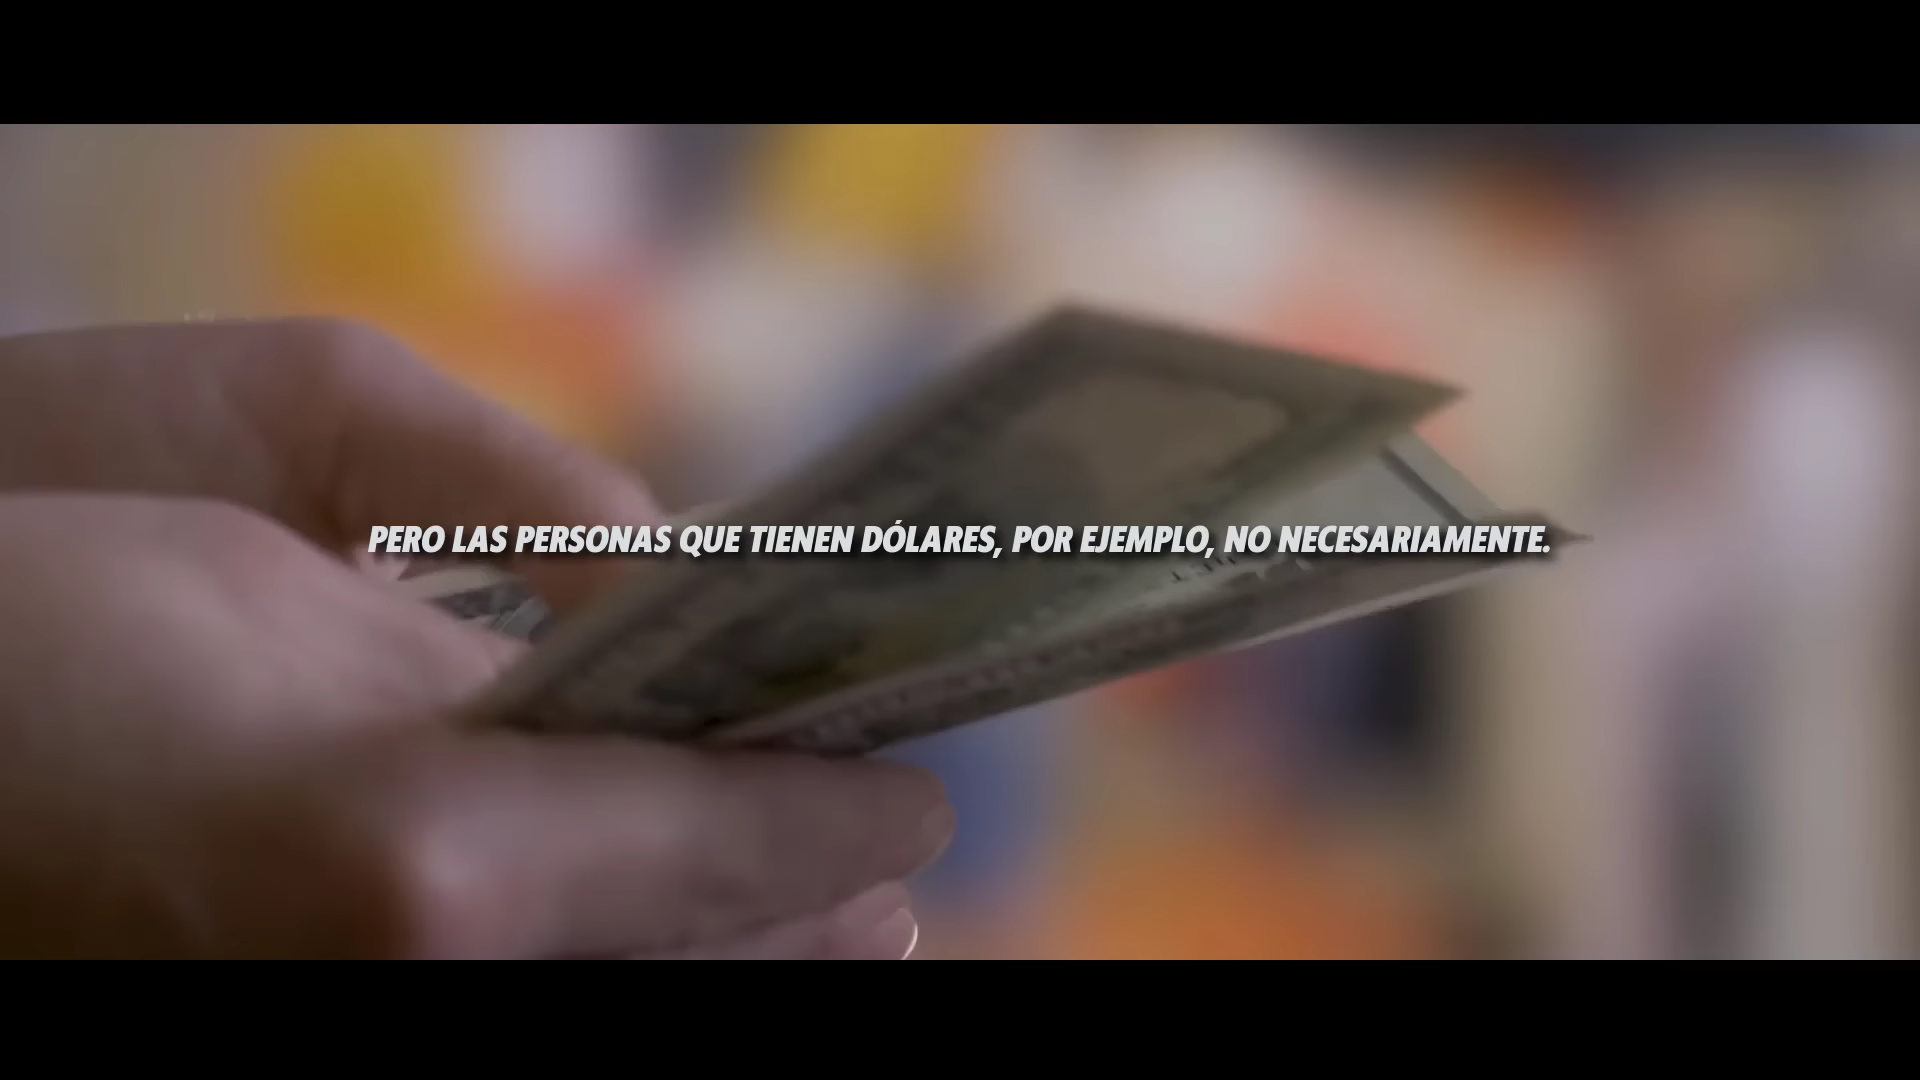 PERO LAS PERSONAS QUE TIENEN DÓLARES, POR EJEMPLO, NO NECESARIAMENTE.